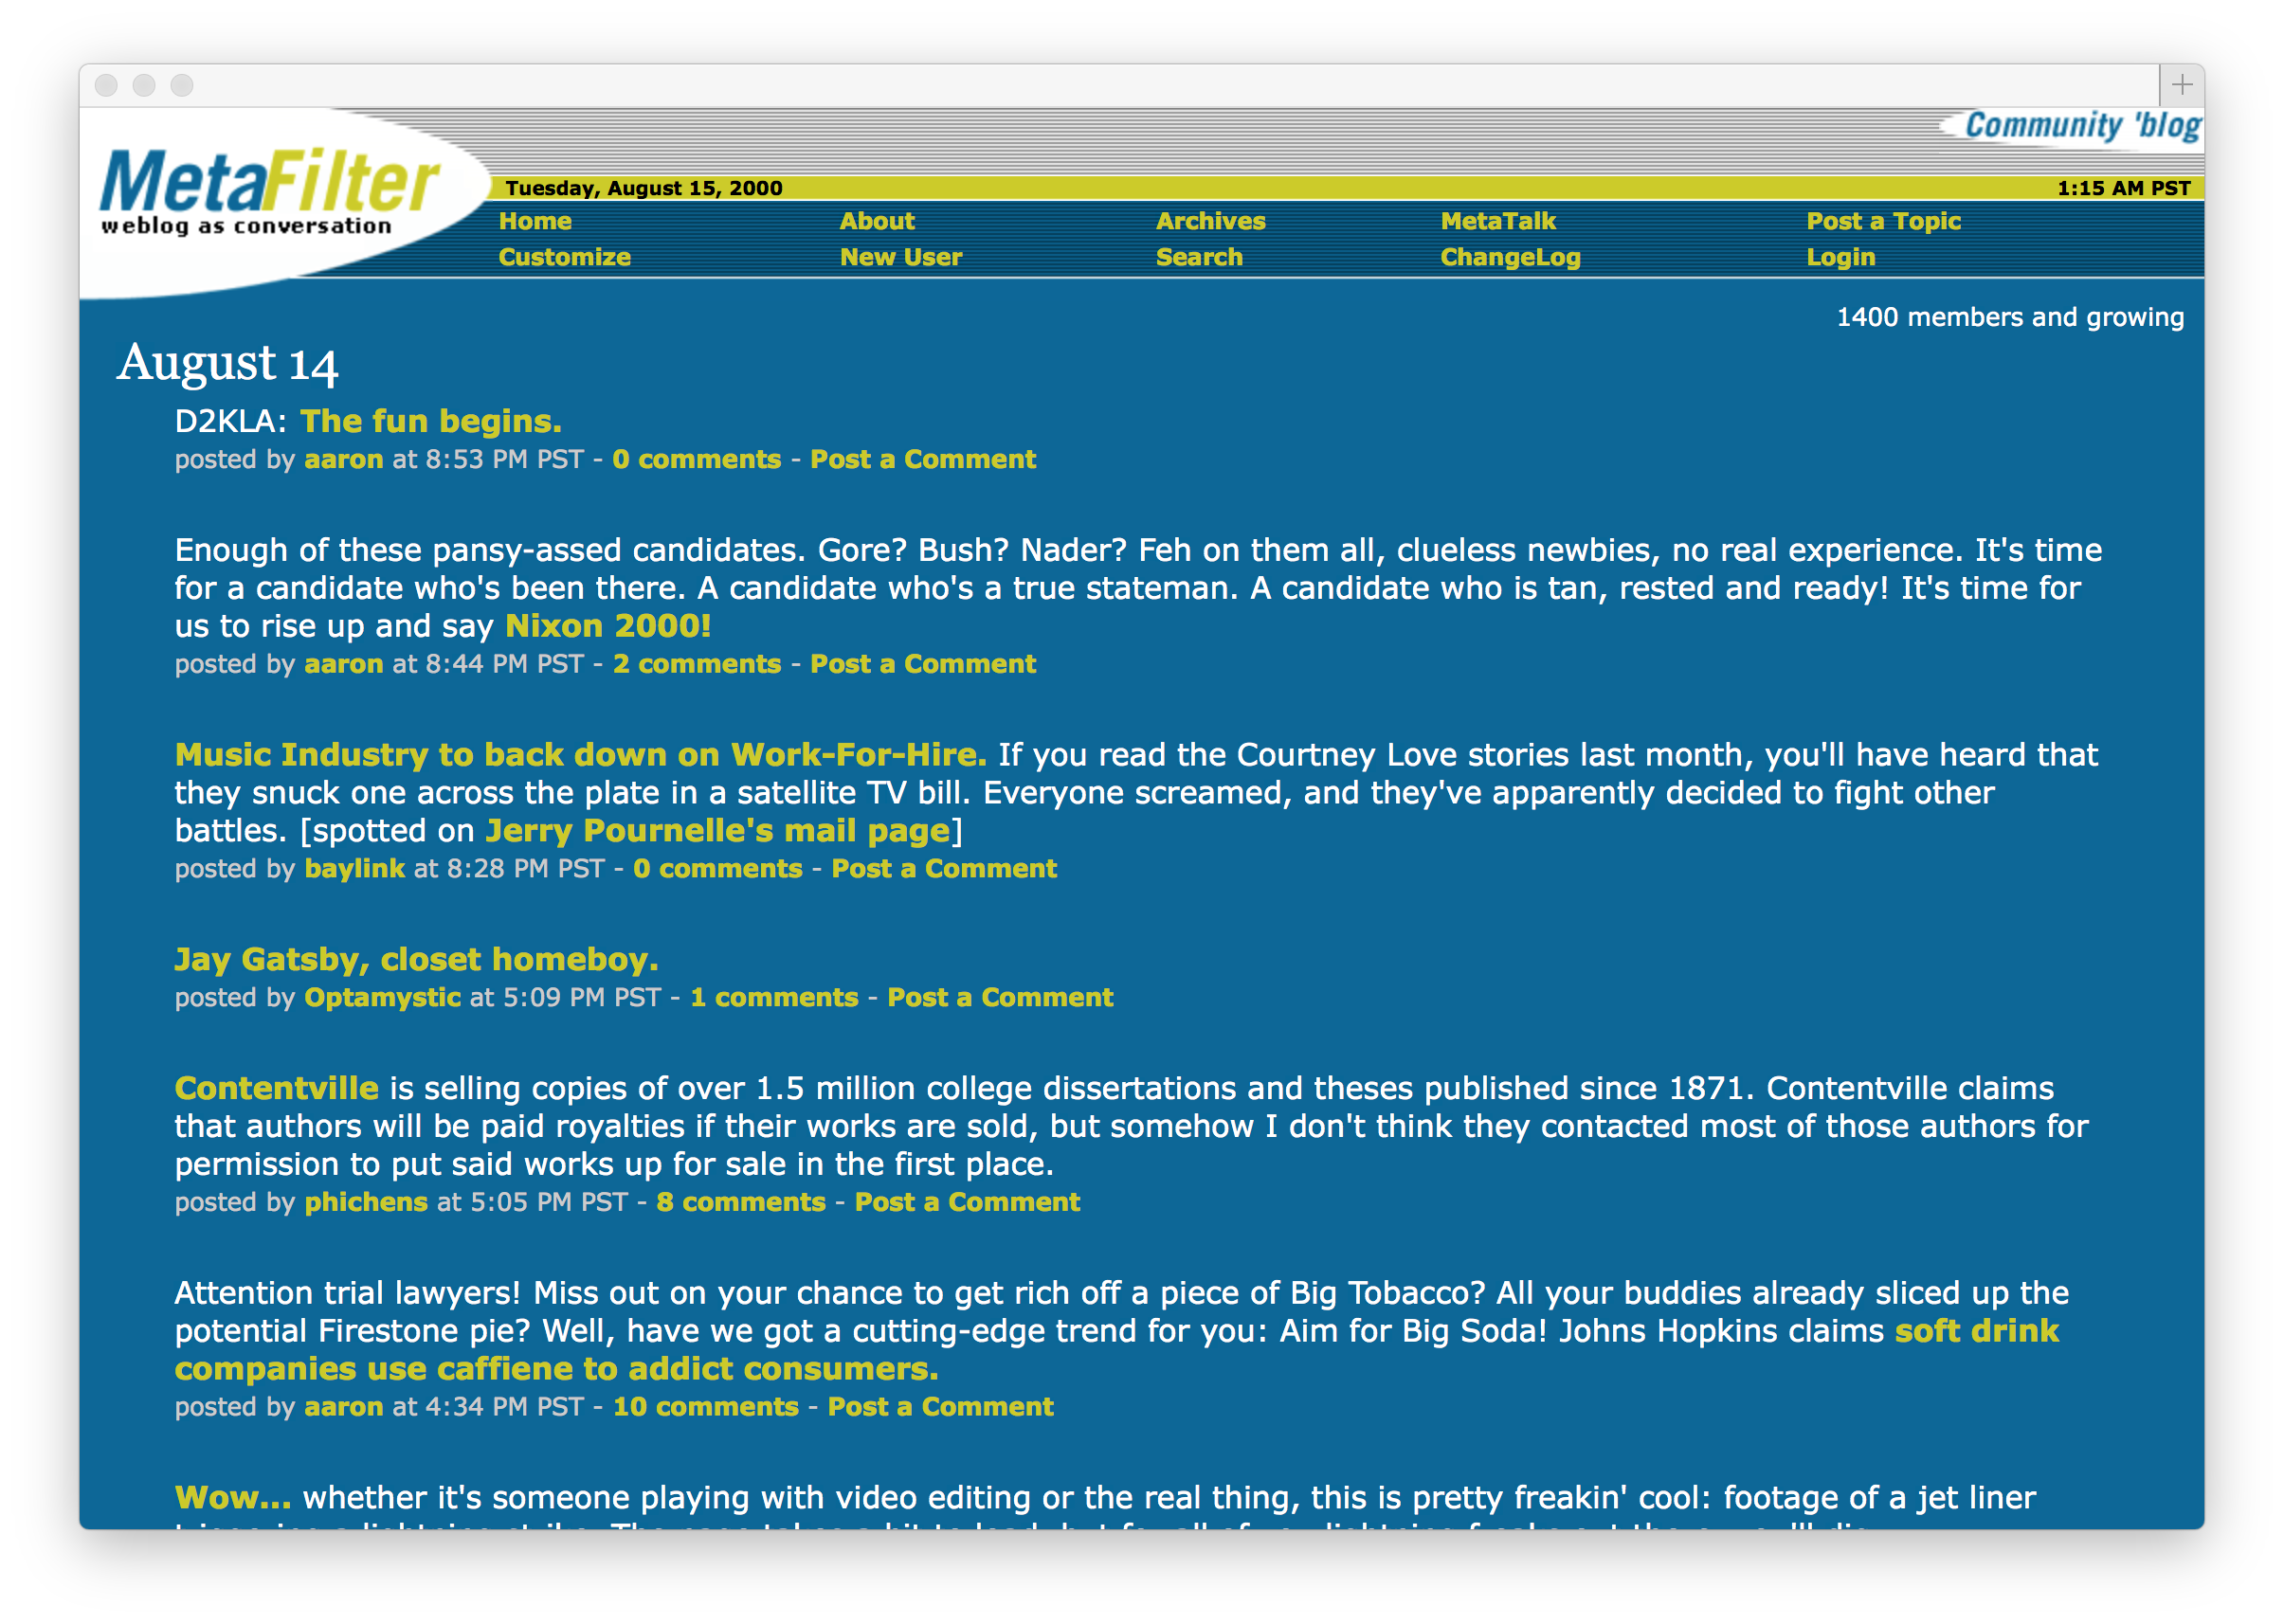 Community 'blog
MetaFilter
weblog as conversation
Tuesday, August 15, 2000 1:15 AM PST
Home About Archives MetaTalk Post a Topic
Customize New User Search ChangeLog Login
1400 members and growing
August 14
D2KLA: The fun begins.
posted by aaron at 8:53 PM PST - 0 comments - Post a Comment
Enough of these pansy-assed candidates. Gore? Bush? Nader? Feh on them all, clueless newbies, no real experience. It's time
for a candidate who's been there. A candidate who's a true stateman. A candidate who is tan, rested and ready! It's time for
us to rise up and say Nixon 2000!
posted by aaron at 8:44 PM PST - 2 comments - Post a Comment
Music Industry to back down on Work-For-Hire. If you read the Courtney Love stories last month, you'll have heard that
they snuck one across the plate in a satellite TV bill. Everyone screamed, and they've apparently decided to fight other
battles. [spotted on Jerry Pournelle's mail page]
posted by baylink at 8:28 PM PST - 0 comments - Post a Comment
Jay Gatsby, closet homeboy.
posted by Optamystic at 5:09 PM PST - 1 comments - Post a Comment
Contentville is selling copies of over 1.5 million college dissertations and theses published since 1871. Contentville claims
that authors will be paid royalties if their works are sold, but somehow I don't think they contacted most of those authors for
permission to put said works up for sale in the first place.
posted by phichens at 5:05 PM PST - 8 comments - Post a Comment
Attention trial lawyers! Miss out on your chance to get rich off a piece of Big Tobacco? All your buddies already sliced up the
potential Firestone pie? Well, have we got a cutting-edge trend for you: Aim for Big Soda! Johns Hopkins claims soft drink
companies use caffiene to addict consumers.
posted by aaron at 4:34 PM PST - 10 comments - Post a Comment
Wow... whether it's someone playing with video editing or the real thing, this is pretty freakin' cool: footage of a jet liner